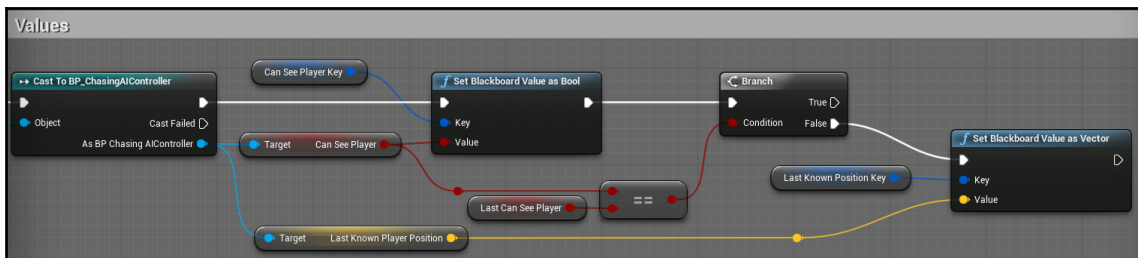 Values
Cast To BP_ChasingAIController
Object
Cast Failed
As BP Chasing AIController
Can See Player Key
Target
Can See Player
Set Blackboard Value as Bool
Key
Value
Last Can See Player
==
Target
Last Known Player Position
Branch
True
Condition
False
Last Known Position Key
Set Blackboard Value as Vector
Key
Value